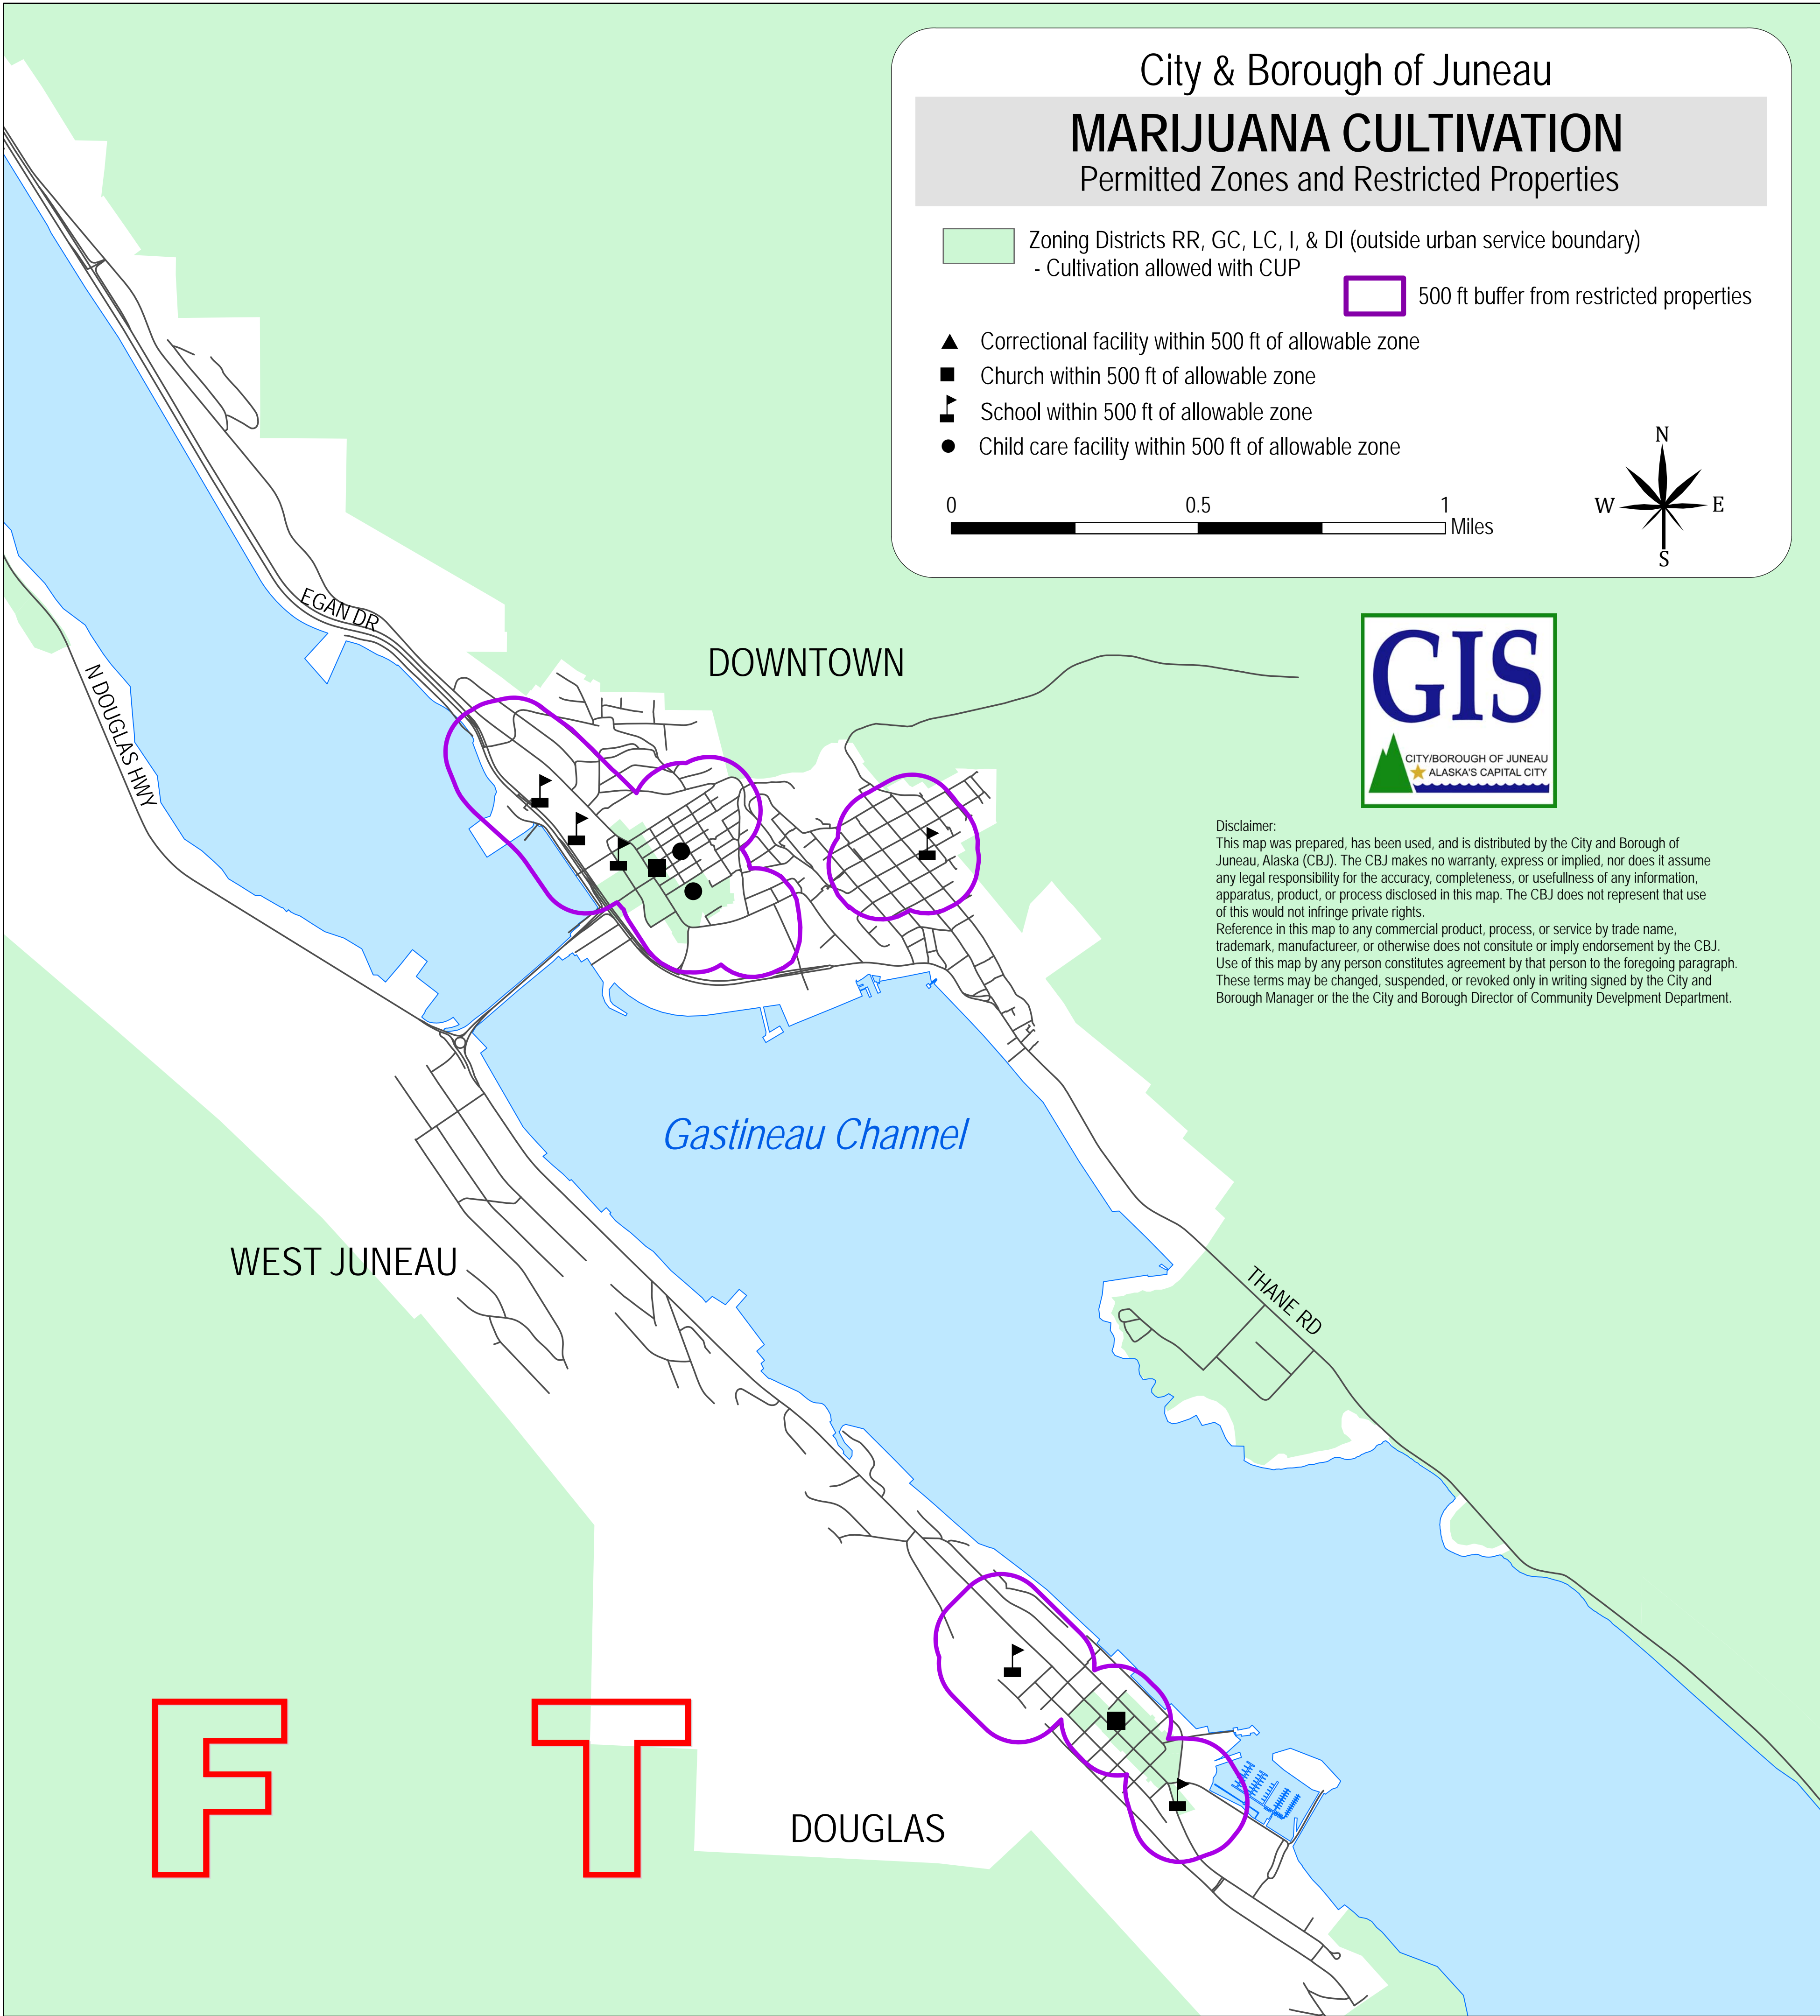 City & Borough of Juneau
MARIJUANA CULTIVATION
Permitted Zones and Restricted Properties
Zoning Districts RR, GC, LC, I, & DI (outside urban service boundary)
- Cultivation allowed with CUP
500 ft buffer from restricted properties
Correctional facility within 500 ft of allowable zone
Church within 500 ft of allowable zone
School within 500 ft of allowable zone
Child care facility within 500 ft of allowable zone
0 0.5 1
Miles
N
W E
S
EGAN DR
DOWNTOWN
N DOUGLAS HWY
GIS
CITY/BOROUGH OF JUNEAU
ALASKA'S CAPITAL CITY
Disclaimer:
This map was prepared, has been used, and is distributed by the City and Borough of
Juneau, Alaska (CBJ). The CBJ makes no warranty, express or implied, nor does it assume
any legal responsibility for the accuracy, completeness, or usefullness of any information,
apparatus, product, or process disclosed in this map. The CBJ does not represent that use
of this would not infringe private rights.
Reference in this map to any commercial product, process, or service by trade name,
trademark, manufactureer, or otherwise does not consitute or imply endorsement by the CBJ.
Use of this map by any person constitutes agreement by that person to the foregoing paragraph.
These terms may be changed, suspended, or revoked only in writing signed by the City and
Borough Manager or the the City and Borough Director of Community Develpment Department.
Gastineau Channel
WEST JUNEAU
THANE RD
F T
DOUGLAS